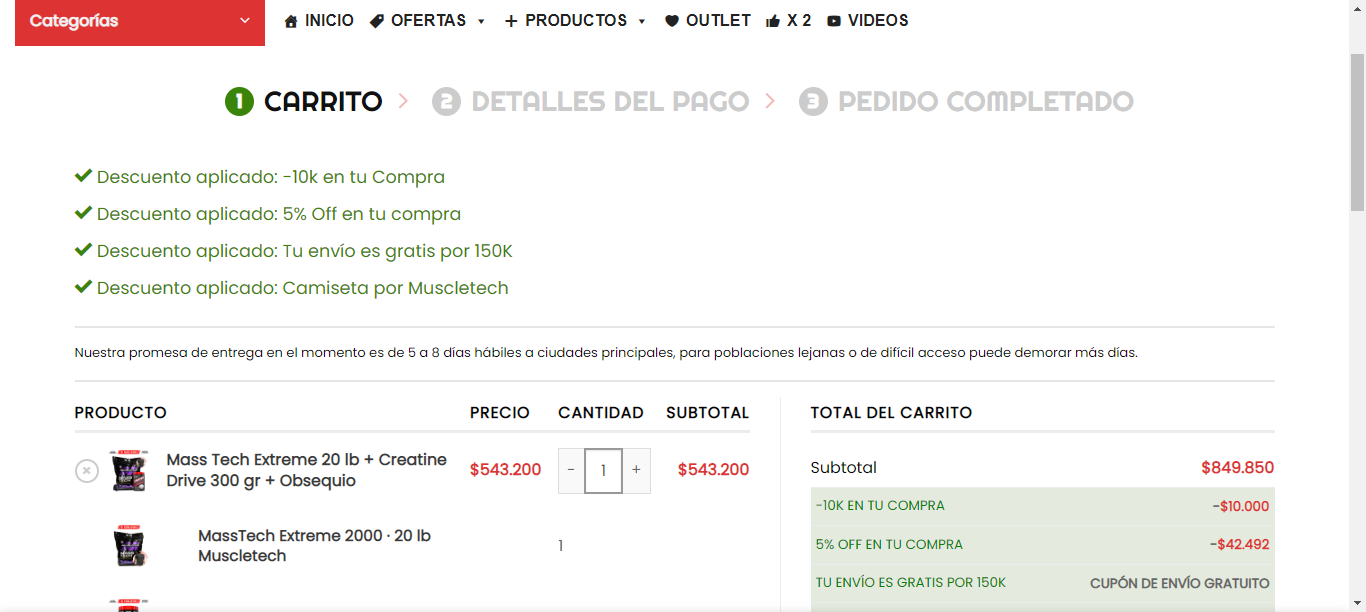 Categorías
INICIO OFERTAS PRODUCTOS OUTLET X 2 VIDEOS
1 CARRITO 2 DETALLES DEL PAGO 3 PEDIDO COMPLETADO
Descuento aplicado: -10k en tu Compra
Descuento aplicado: 5% Off en tu compra
Descuento aplicado: Tu envío es gratis por 150K
Descuento aplicado: Camiseta por Muscletech
Nuestra promesa de entrega en el momento es de 5 a 8 días hábiles a ciudades principales, para poblaciones lejanas o de difícil acceso puede demorar más días.
PRODUCTO PRECIO CANTIDAD SUBTOTAL
Mass Tech Extreme 20 lb + Creatine
Drive 300 gr + Obsequio
$543.200 - 1 + $543.200
MassTech Extreme 2000 · 20 lb
Muscletech
1
TOTAL DEL CARRITO
Subtotal $849.850
-10K EN TU COMPRA -$10.000
5% OFF EN TU COMPRA -$42.492
TU ENVÍO ES GRATIS POR 150K CUPÓN DE ENVÍO GRATUITO